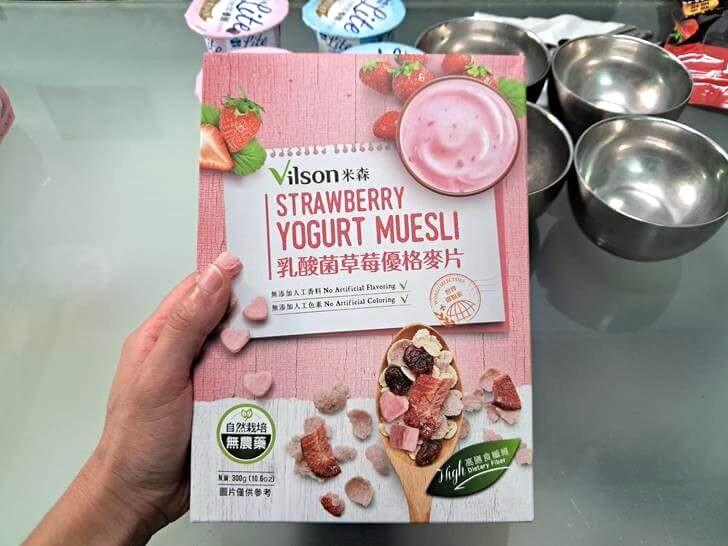 Lite
Lite
Vilson 米森
STRAWBERRY
YOGURT MUESLI
乳酸菌草莓優格麥片
無添加人工香料 No Artificial Flavoring √
無添加人工色素 No Artificial Coloring √
自然栽培
無農藥
N.W. 300g (10.6oz)
圖片僅供參考
高膳食纖維
High Dietary Fiber